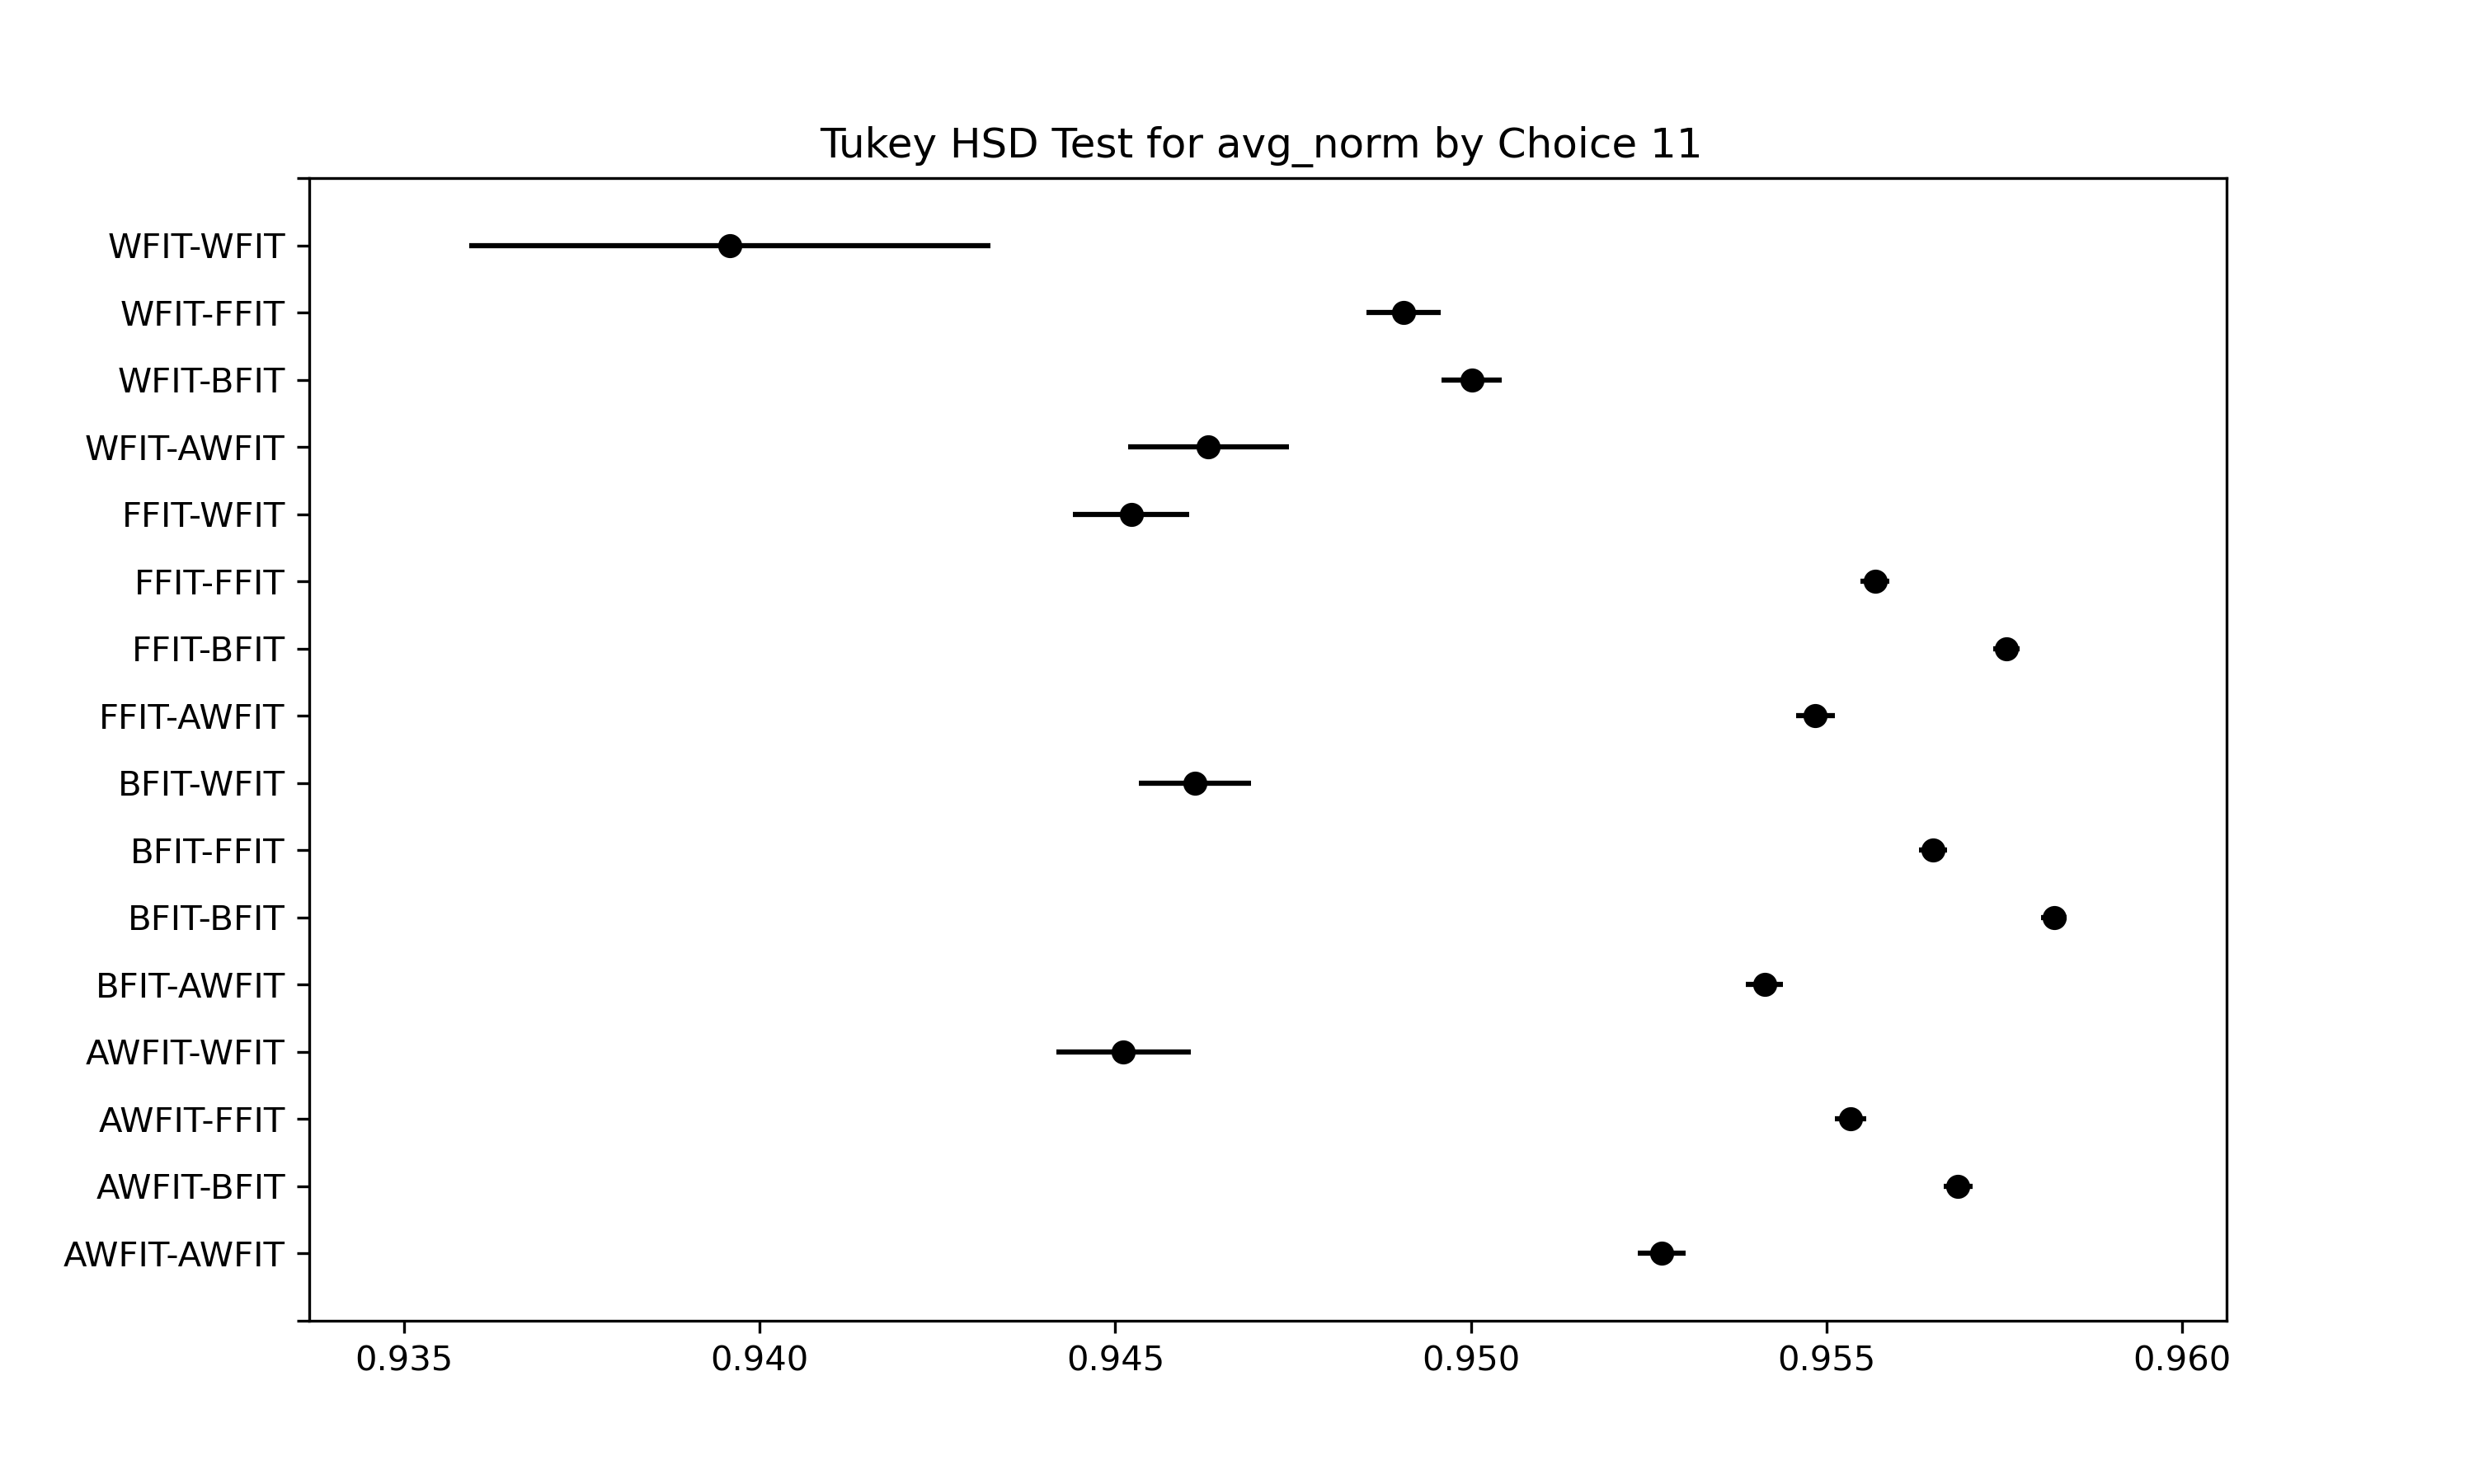 Tukey HSD Test for avg_norm by Choice 11
WFIT-WFIT
WFIT-FFIT
WFIT-BFIT
WFIT-AWFIT
FFIT-WFIT
FFIT-FFIT
FFIT-BFIT
FFIT-AWFIT
BFIT-WFIT
BFIT-FFIT
BFIT-BFIT
BFIT-AWFIT
AWFIT-WFIT
AWFIT-FFIT
AWFIT-BFIT
AWFIT-AWFIT
0.935 0.940 0.945 0.950 0.955 0.960